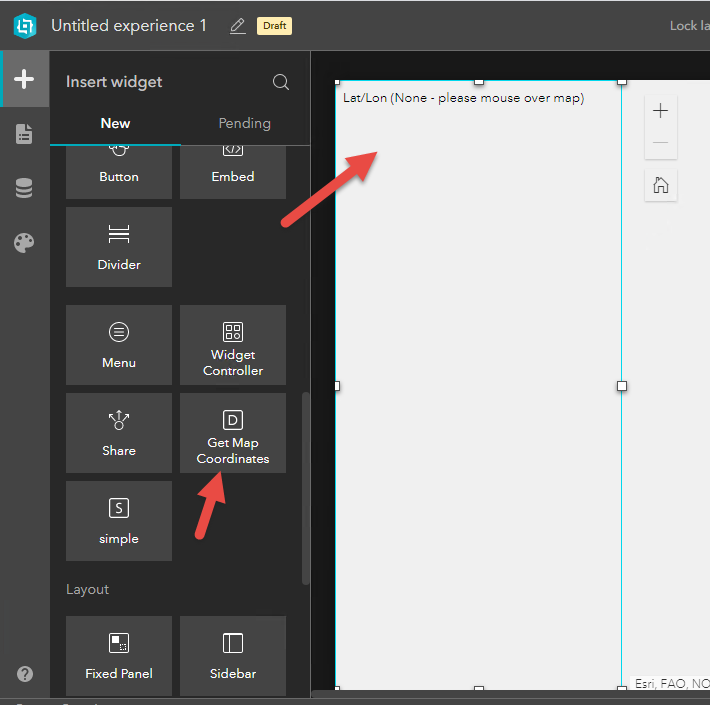 Untitled experience 1
Draft
Lock la
Insert widget
New
Pending
Button
Embed
Divider
Menu
Widget
Controller
Share
D
Get Map
Coordinates
S
simple
Layout
Fixed Panel
Sidebar
Lat/Lon (None - please mouse over map)
Esri, FAO, NO